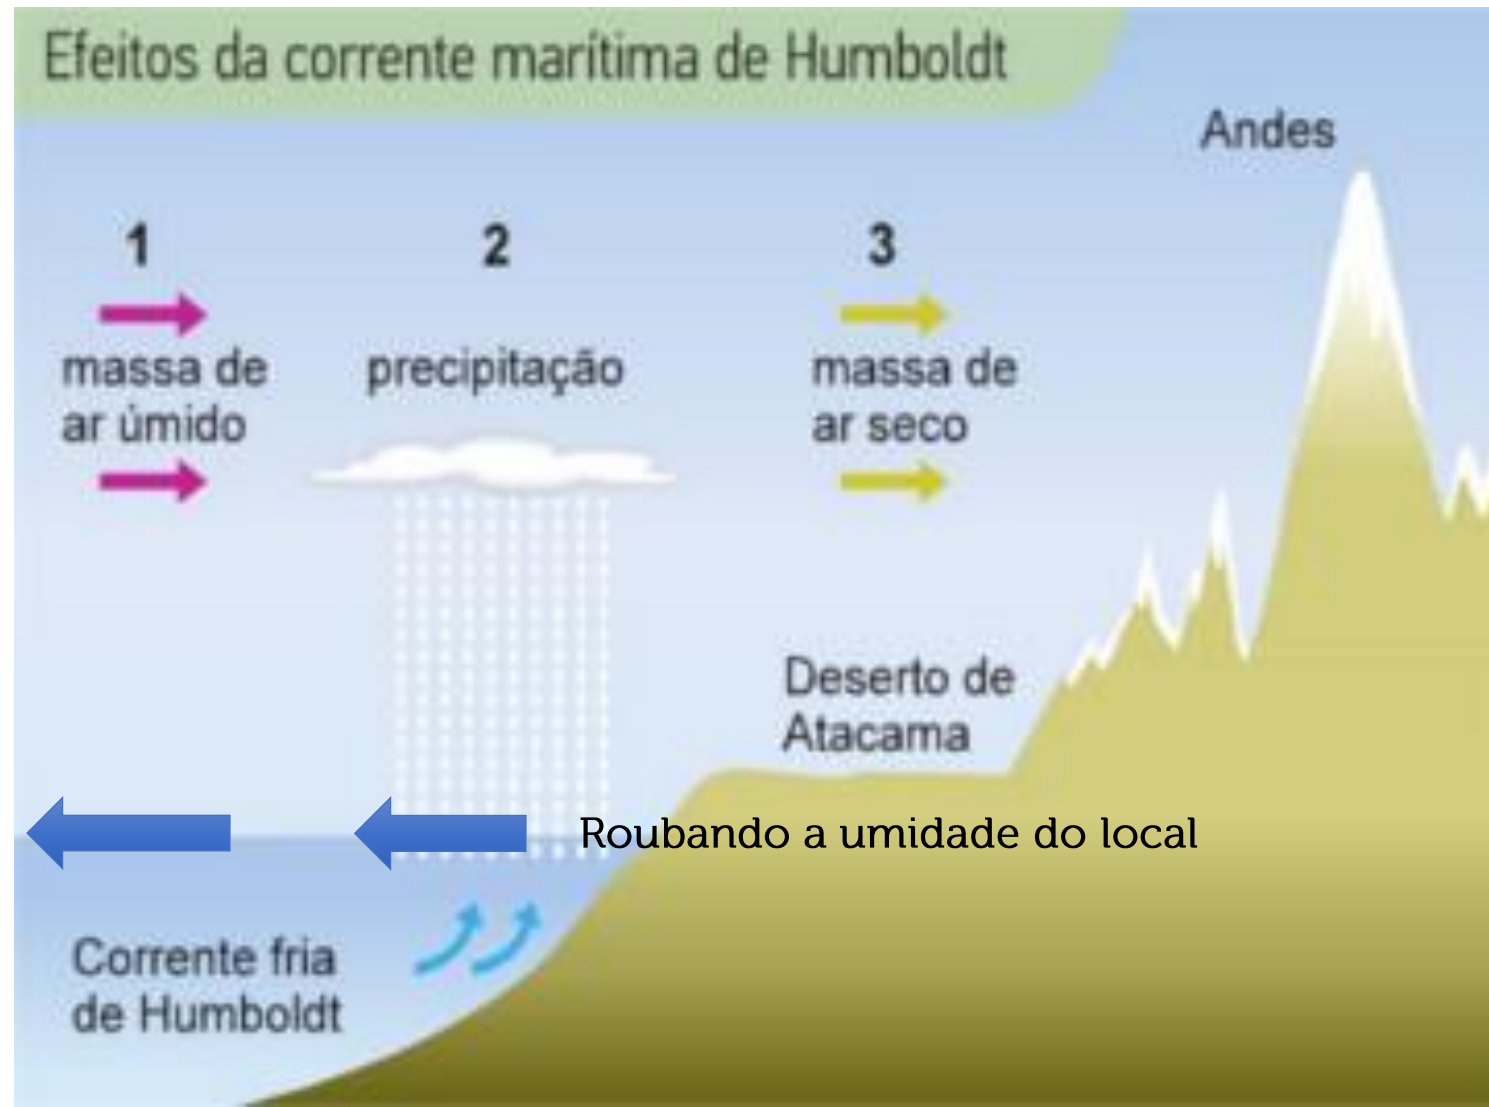 Efeitos da corrente marítima de Humboldt
Andes
1
massa de
ar úmido
2
precipitação
3
massa de
ar seco
Deserto de
Atacama
Roubando a umidade do local
Corrente fria
de Humboldt